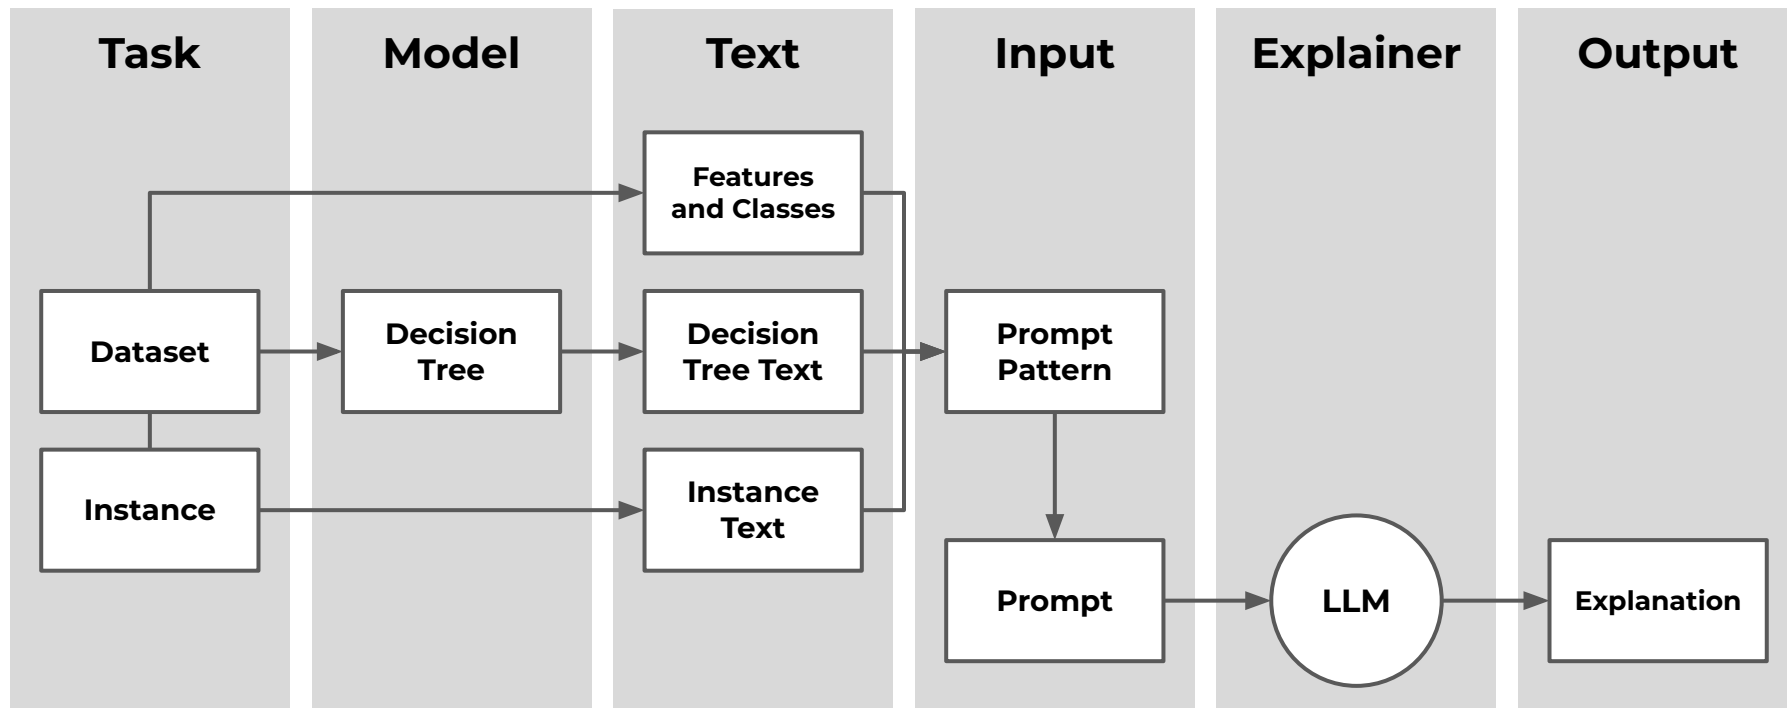 Task
Model
Text
Input
Explainer
Output
Features
and Classes
Dataset
Decision
Tree
Decision
Tree Text
Prompt
Pattern
Instance
Instance
Text
Prompt
LLM
Explanation